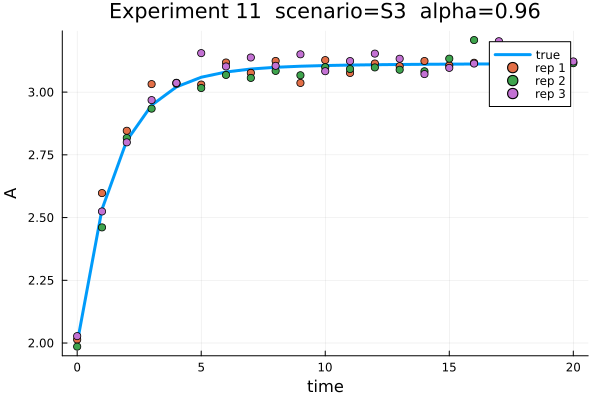 Experiment 11  scenario=S3  alpha=0.96
true
rep 1
rep 2
rep 3
A
3.00
2.75
2.50
2.25
2.00
0
5
10
15
20
time